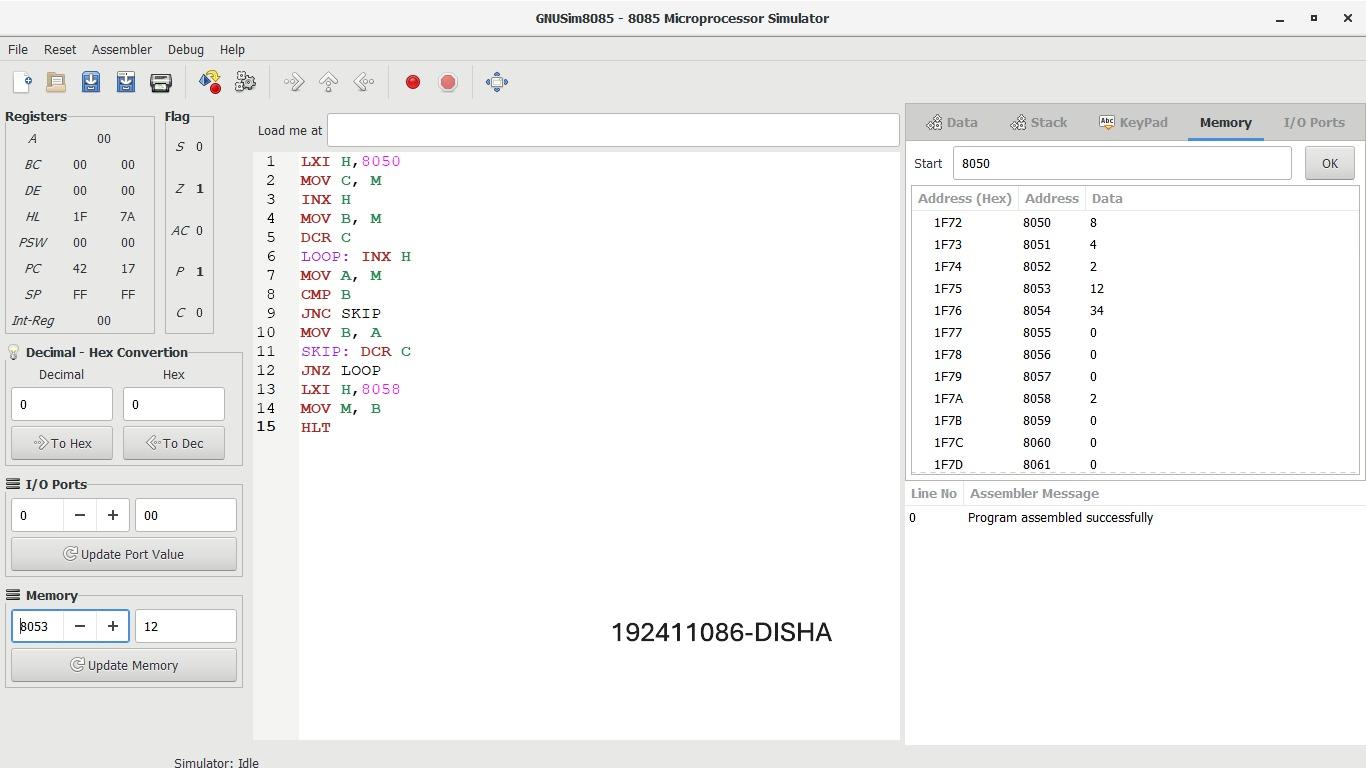 GNUSim8085 - 8085 Microprocessor Simulator
File Reset Assembler Debug Help
Registers
A 00
BC 00 00
DE 00 00
HL 1F 7A
PSW 00 00
PC 42 17
SP FF FF
Int-Reg 00
Flag
S 0
Z 1
AC 0
P 1
C 0
Decimal - Hex Convertion
Decimal Hex
0 0
To Hex To Dec
I/O Ports
0 − + 00
Update Port Value
Memory
8053 − + 12
Update Memory
Load me at
1 LXI H,8050
2 MOV C, M
3 INX H
4 MOV B, M
5 DCR C
6 LOOP: INX H
7 MOV A, M
8 CMP B
9 JNC SKIP
10 MOV B, A
11 SKIP: DCR C
12 JNZ LOOP
13 LXI H,8058
14 MOV M, B
15 HLT
192411086-DISHA
Data Stack Abc KeyPad Memory I/O Ports
Start 8050 OK
Address (Hex) Address Data
1F72 8050 8
1F73 8051 4
1F74 8052 2
1F75 8053 12
1F76 8054 34
1F77 8055 0
1F78 8056 0
1F79 8057 0
1F7A 8058 2
1F7B 8059 0
1F7C 8060 0
1F7D 8061 0
Line No Assembler Message
0 Program assembled successfully
Simulator: Idle